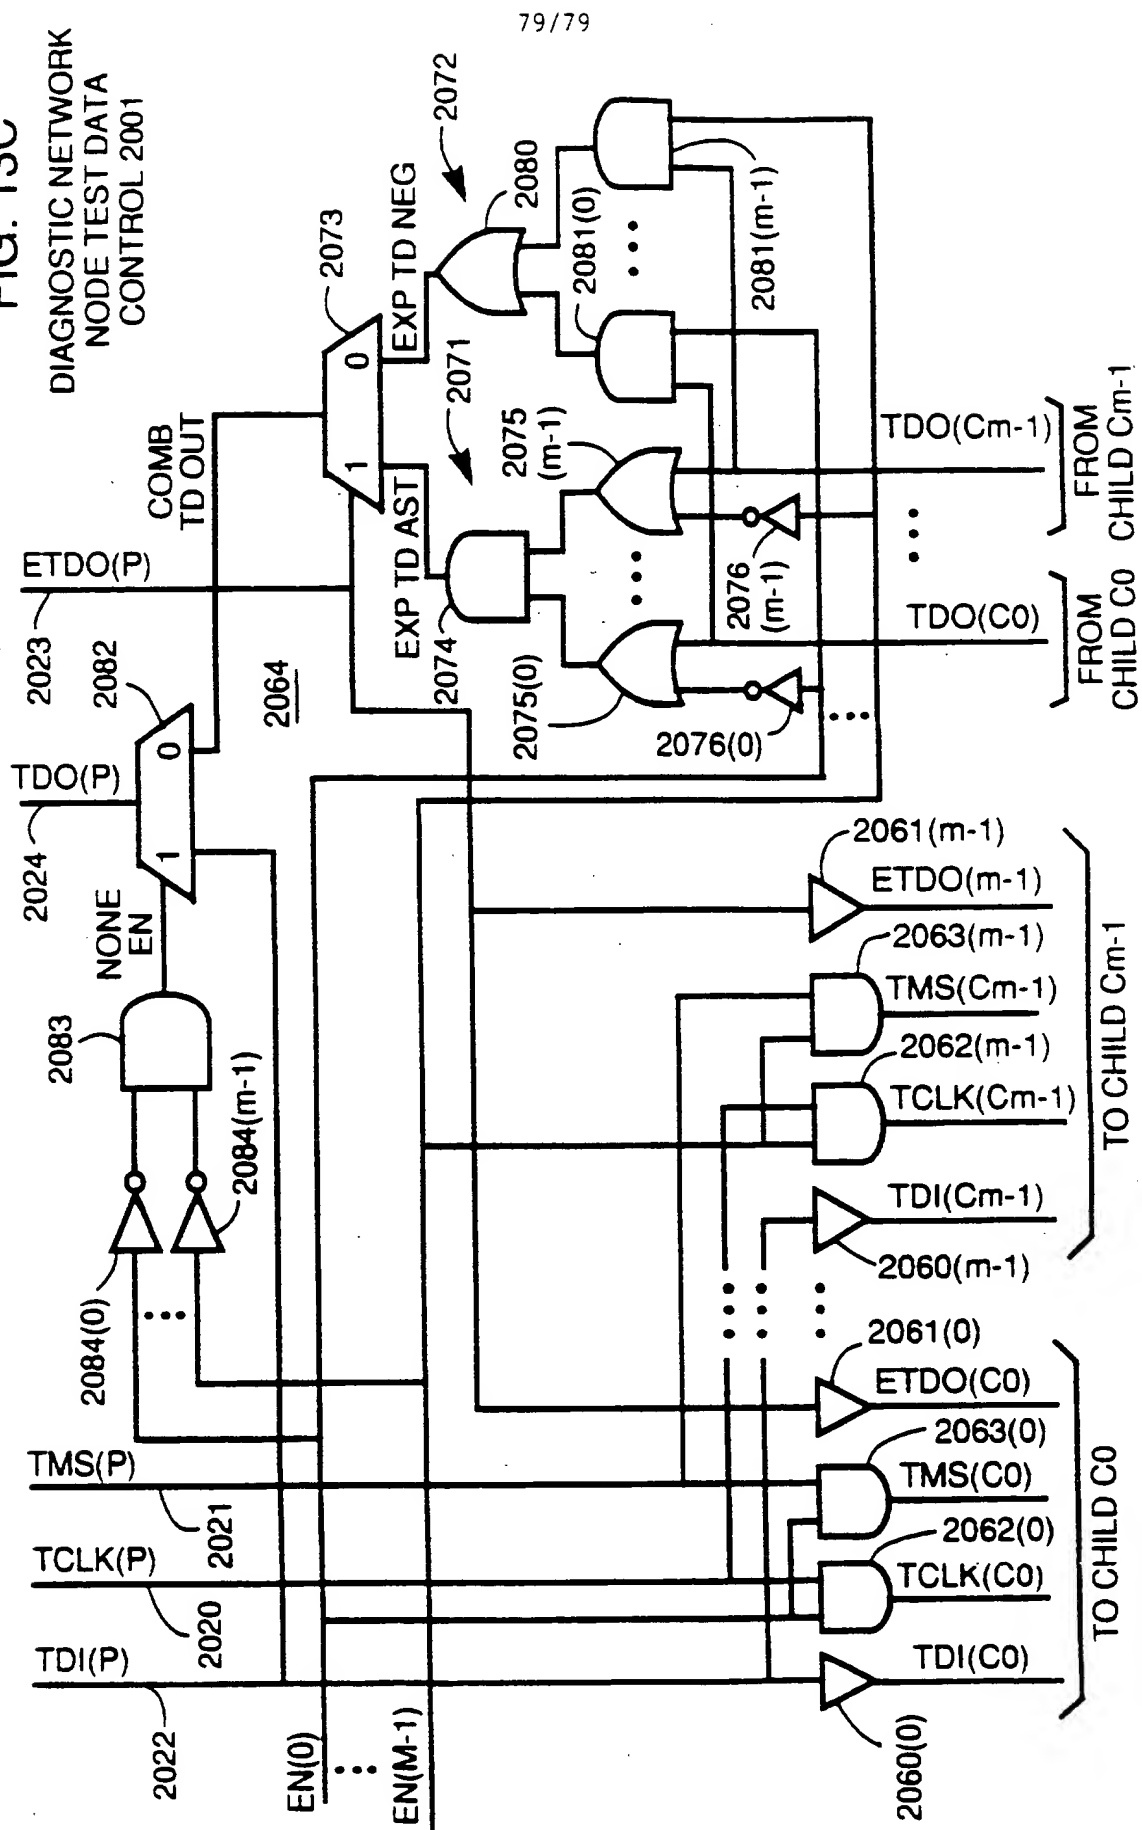 79/79
FIG. 13C
DIAGNOSTIC NETWORK
NODE TEST DATA
CONTROL 2001
TDI(P)
2022
TCLK(P)
2020
TMS(P)
2021
2084(0)
2084(m-1)
2083
NONE
EN
TDO(P)
2024
2082
1
0
ETDO(P)
2023
2064
COMB
TD OUT
2073
1
0
EXP TD AST
EXP TD NEG
2071
2072
2074
2080
2075(0)
2075
(m-1)
2081(0)
2081(m-1)
2076(0)
2076
(m-1)
TDO(C0)
FROM
CHILD C0
TDO(Cm-1)
FROM
CHILD Cm-1
EN(0)
EN(M-1)
2060(0)
TDI(C0)
TCLK(C0)
2062(0)
TMS(C0)
2063(0)
ETDO(C0)
2061(0)
TO CHILD C0
2060(m-1)
TDI(Cm-1)
TCLK(Cm-1)
2062(m-1)
TMS(Cm-1)
2063(m-1)
ETDO(m-1)
2061(m-1)
TO CHILD Cm-1